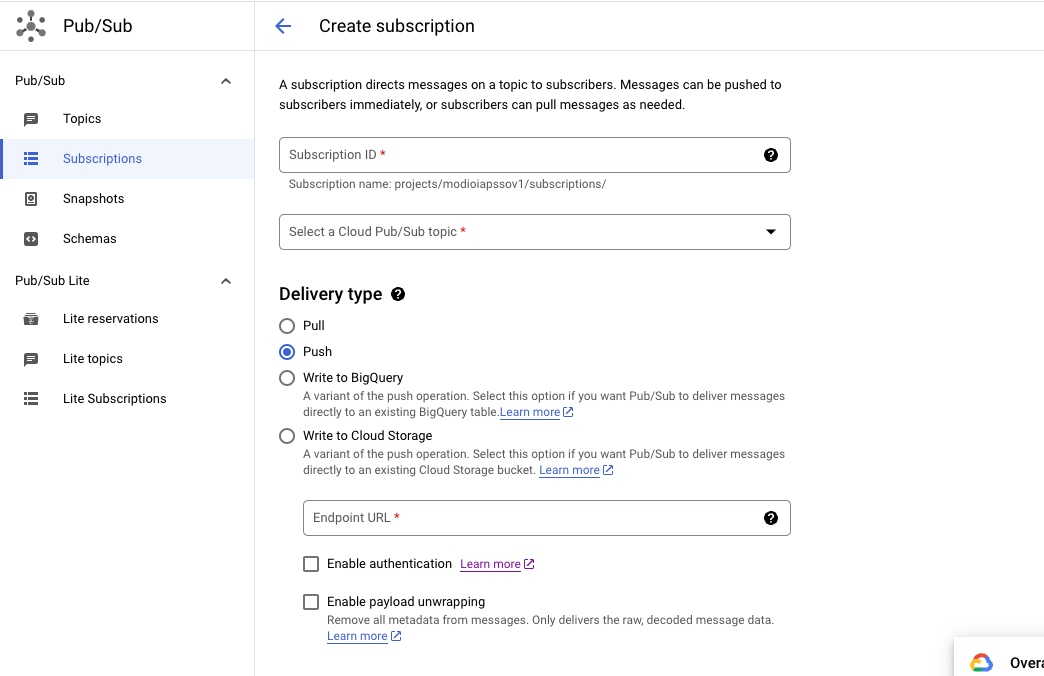 Pub/Sub
Create subscription
Pub/Sub
Topics
Subscriptions
Snapshots
Schemas
Pub/Sub Lite
Lite reservations
Lite topics
Lite Subscriptions
A subscription directs messages on a topic to subscribers. Messages can be pushed to
subscribers immediately, or subscribers can pull messages as needed.
Subscription ID *
Subscription name: projects/modioiapssov1/subscriptions/
Select a Cloud Pub/Sub topic *
Delivery type
Pull
Push
Write to BigQuery
A variant of the push operation. Select this option if you want Pub/Sub to deliver messages
directly to an existing BigQuery table.Learn more
Write to Cloud Storage
A variant of the push operation. Select this option if you want Pub/Sub to deliver messages
directly to an existing Cloud Storage bucket. Learn more
Endpoint URL *
Enable authentication Learn more
Enable payload unwrapping
Remove all metadata from messages. Only delivers the raw, decoded message data.
Learn more